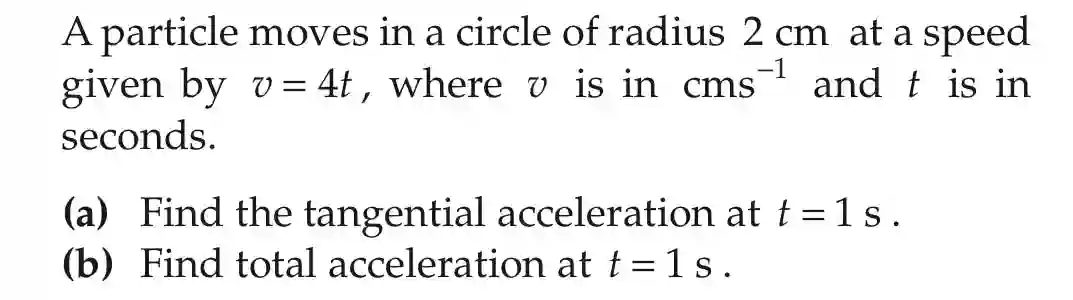 A particle moves in a circle of radius 2 cm at a speed
given by v = 4t, where v is in cms⁻¹ and t is in
seconds.
(a) Find the tangential acceleration at t = 1 s.
(b) Find total acceleration at t = 1 s.